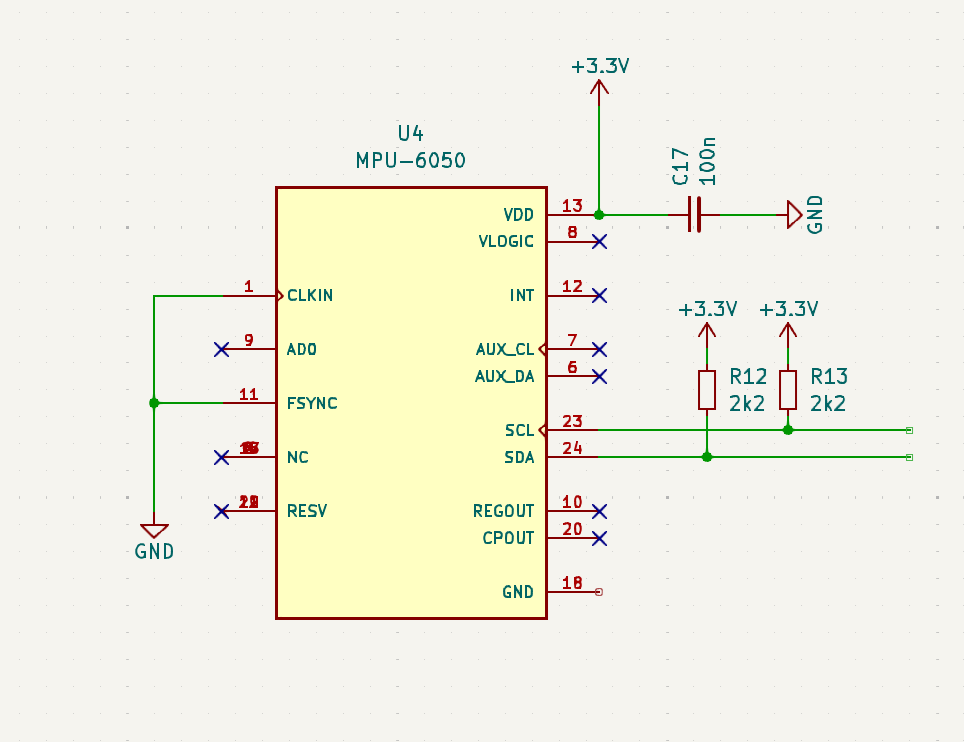 +3.3V
U4
MPU-6050
C17
100n
GND
VDD 13
VLOGIC 8
1 CLKIN
INT 12
+3.3V +3.3V
9 AD0
AUX_CL 7
AUX_DA 6
R12
2k2
R13
2k2
11 FSYNC
SCL 23
SDA 24
NC
RESV
REGOUT 10
CPOUT 20
GND
GND 18